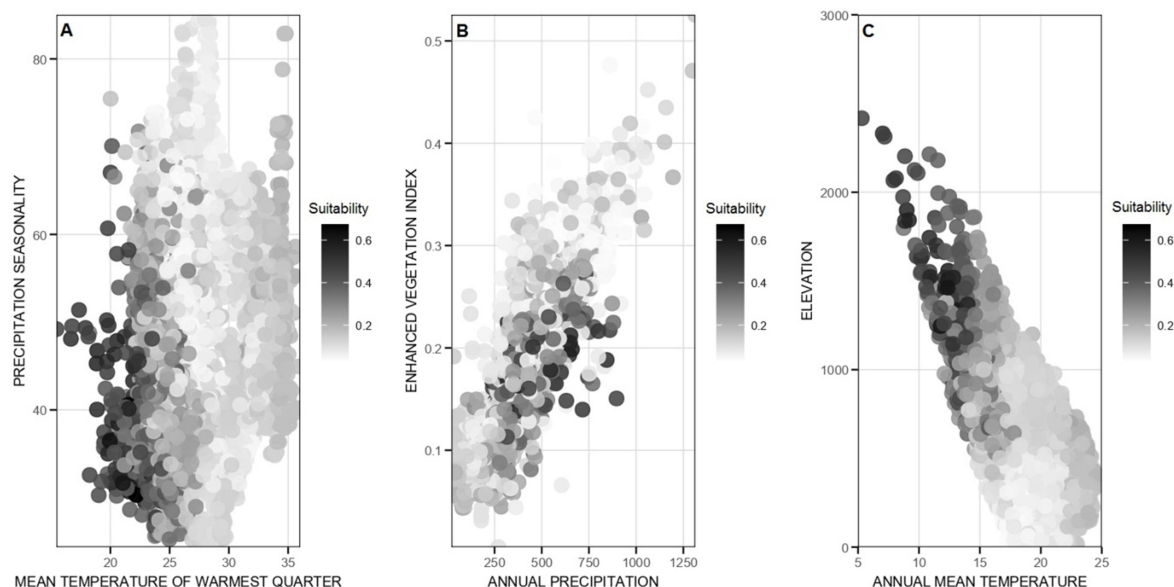 A
PRECIPITATION SEASONALITY
80
60
40
20
25
30
35
MEAN TEMPERATURE OF WARMEST QUARTER
Suitability
0.6
0.4
0.2
B
ENHANCED VEGETATION INDEX
0.5
0.4
0.3
0.2
0.1
250
500
750
1000
1250
ANNUAL PRECIPITATION
Suitability
0.6
0.4
0.2
C
ELEVATION
3000
2000
1000
0
5
10
15
20
25
ANNUAL MEAN TEMPERATURE
Suitability
0.6
0.4
0.2